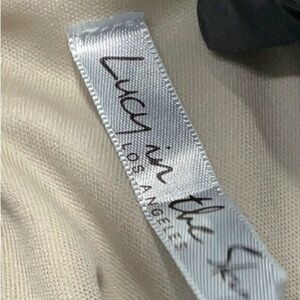 Lucy in the
LOS ANGELES